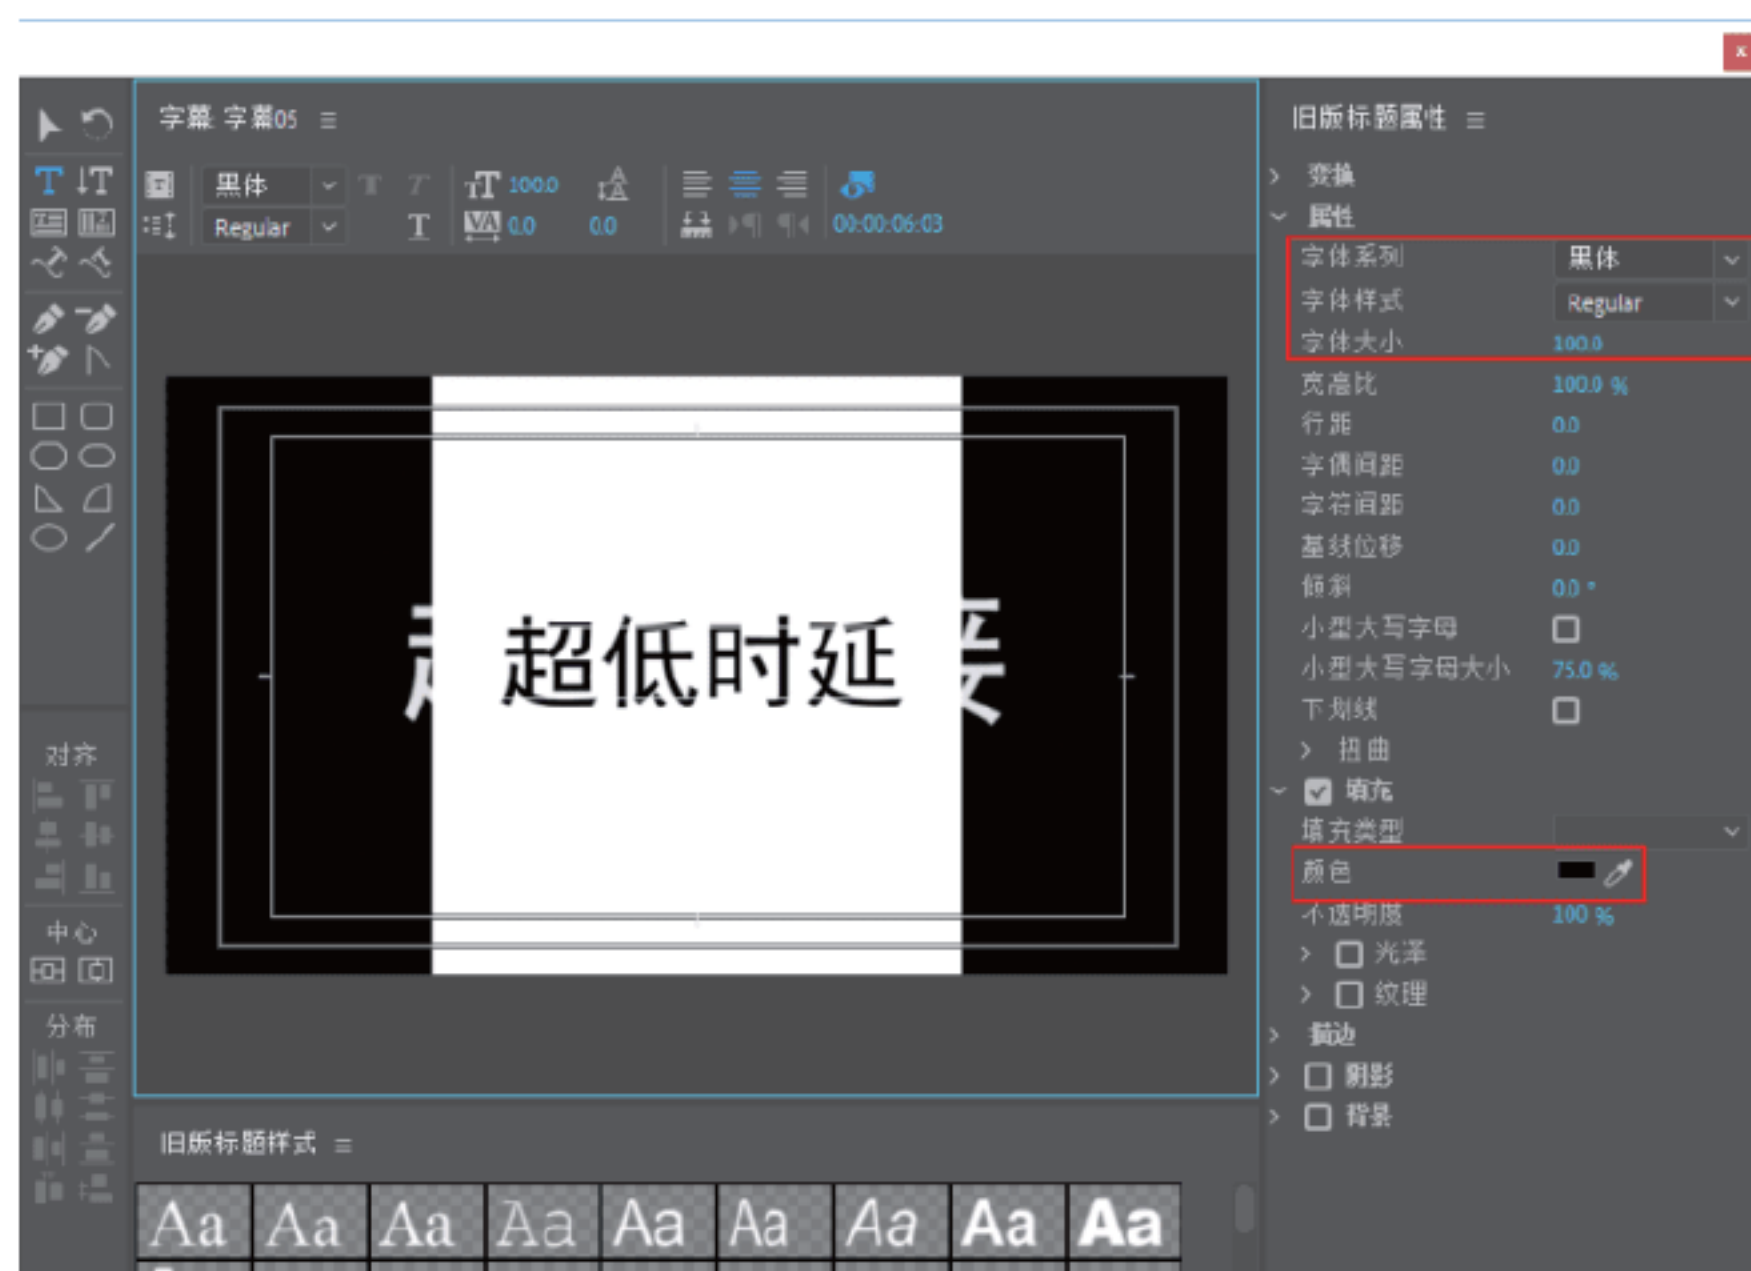 字幕: 字幕05
旧版标题属性
黑体
100.0
Regular
0.0
0.0
00:00:06:03
变换
属性
字体系列
黑体
字体样式
Regular
字体大小
100.0
宽高比
100.0 %
行距
0.0
字偶间距
0.0
字符间距
0.0
基线位移
0.0
倾斜
0.0 °
小型大写字母
小型大写字母大小
75.0 %
下划线
扭曲
填充
填充类型
颜色
不透明度
100 %
光泽
纹理
描边
阴影
背景
超低时延
接
对齐
中心
分布
旧版标题样式
Aa Aa Aa Aa Aa Aa Aa Aa Aa